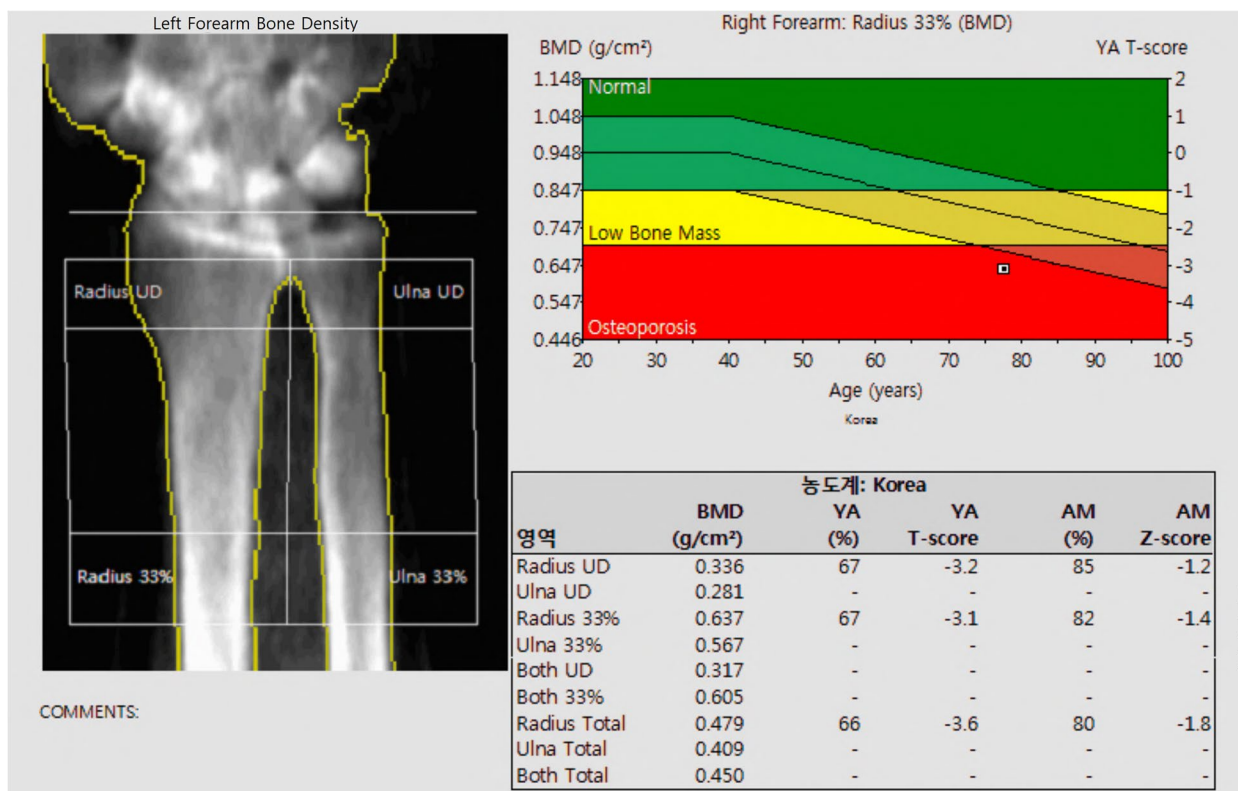 Left Forearm Bone Density
Radius UD
Ulna UD
Radius 33%
Ulna 33%
COMMENTS:
Right Forearm: Radius 33% (BMD)
BMD (g/cm²)
YA T-score
1.148
1.048
0.948
0.847
0.747
0.647
0.547
0.446
Normal
Low Bone Mass
Osteoporosis
2
1
0
-1
-2
-3
-4
-5
20 30 40 50 60 70 80 90 100
Age (years)
Korea
농도계: Korea
BMD YA YA AM AM
영역 (g/cm²) (%) T-score (%) Z-score
Radius UD 0.336 67 -3.2 85 -1.2
Ulna UD 0.281 - - - -
Radius 33% 0.637 67 -3.1 82 -1.4
Ulna 33% 0.567 - - - -
Both UD 0.317 - - - -
Both 33% 0.605 - - - -
Radius Total 0.479 66 -3.6 80 -1.8
Ulna Total 0.409 - - - -
Both Total 0.450 - - - -